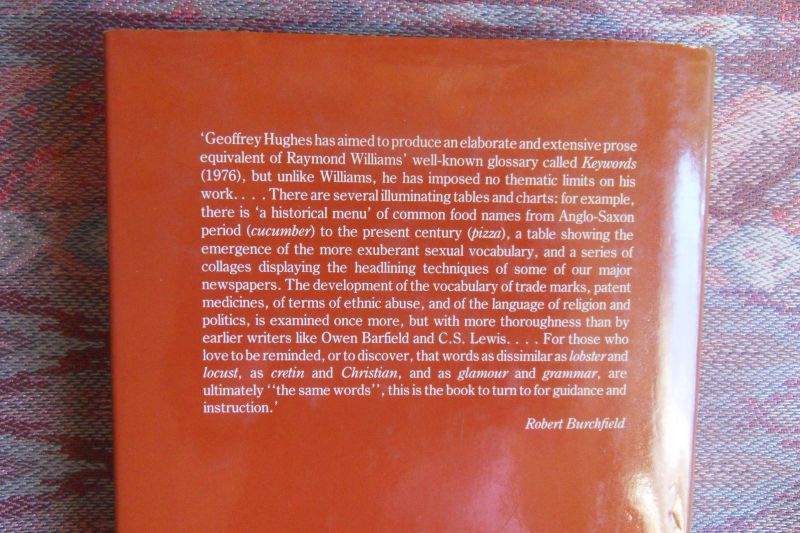 ‘Geoffrey Hughes has aimed to produce an elaborate and extensive prose
equivalent of Raymond Williams’ well-known glossary called Keywords
(1976), but unlike Williams, he has imposed no thematic limits on his
work. . . . There are several illuminating tables and charts: for example,
there is ‘a historical menu’ of common food names from Anglo-Saxon
period (cucumber) to the present century (pizza), a table showing the
emergence of the more exuberant sexual vocabulary, and a series of
collages displaying the headlining techniques of some of our major
newspapers. The development of the vocabulary of trade marks, patent
medicines, of terms of ethnic abuse, and of the language of religion and
politics, is examined once more, but with more thoroughness than by
earlier writers like Owen Barfield and C.S. Lewis. . . . For those who
love to be reminded, or to discover, that words as dissimilar as lobster and
locust, as cretin and Christian, and as glamour and grammar, are
ultimately ‘‘the same words’’, this is the book to turn to for guidance and
instruction.’
Robert Burchfield